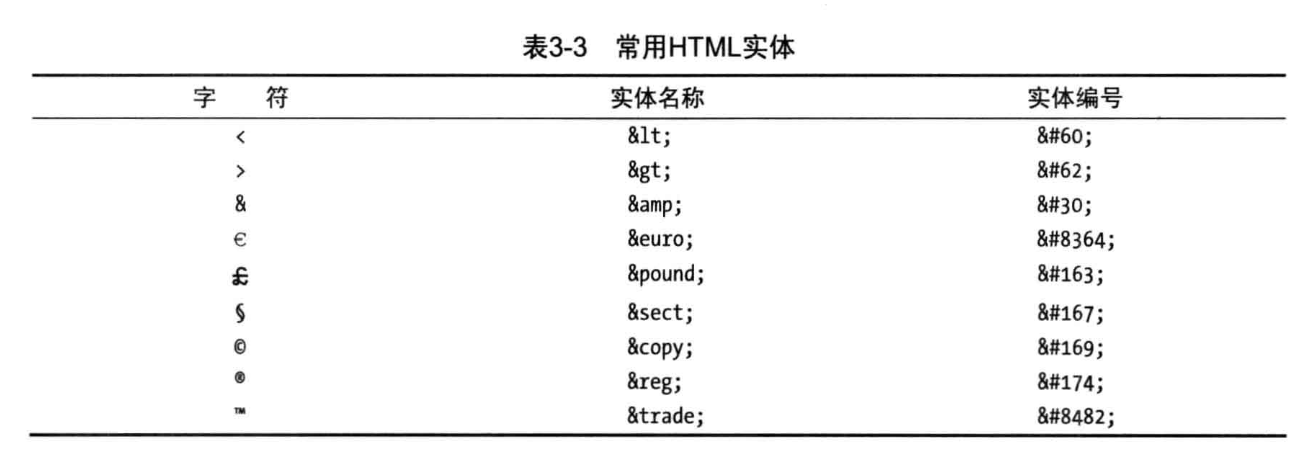 表3-3 常用HTML实体
字 符 实体名称 实体编号
< &lt; &#60;
> &gt; &#62;
& &amp; &#30;
€ &euro; &#8364;
£ &pound; &#163;
§ &sect; &#167;
© &copy; &#169;
® &reg; &#174;
™ &trade; &#8482;